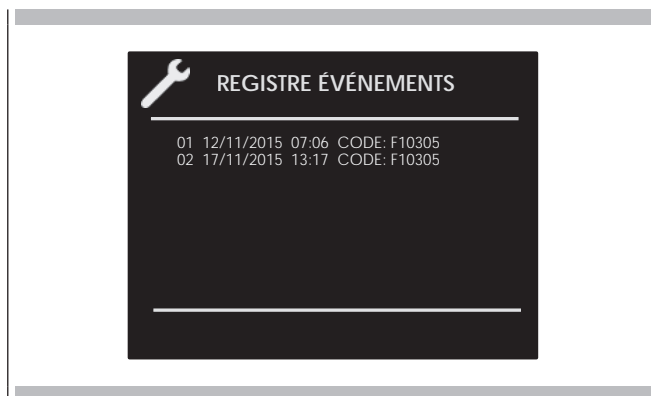 REGISTRE ÉVÉNEMENTS
01 12/11/2015 07:06 CODE: F10305
02 17/11/2015 13:17 CODE: F10305